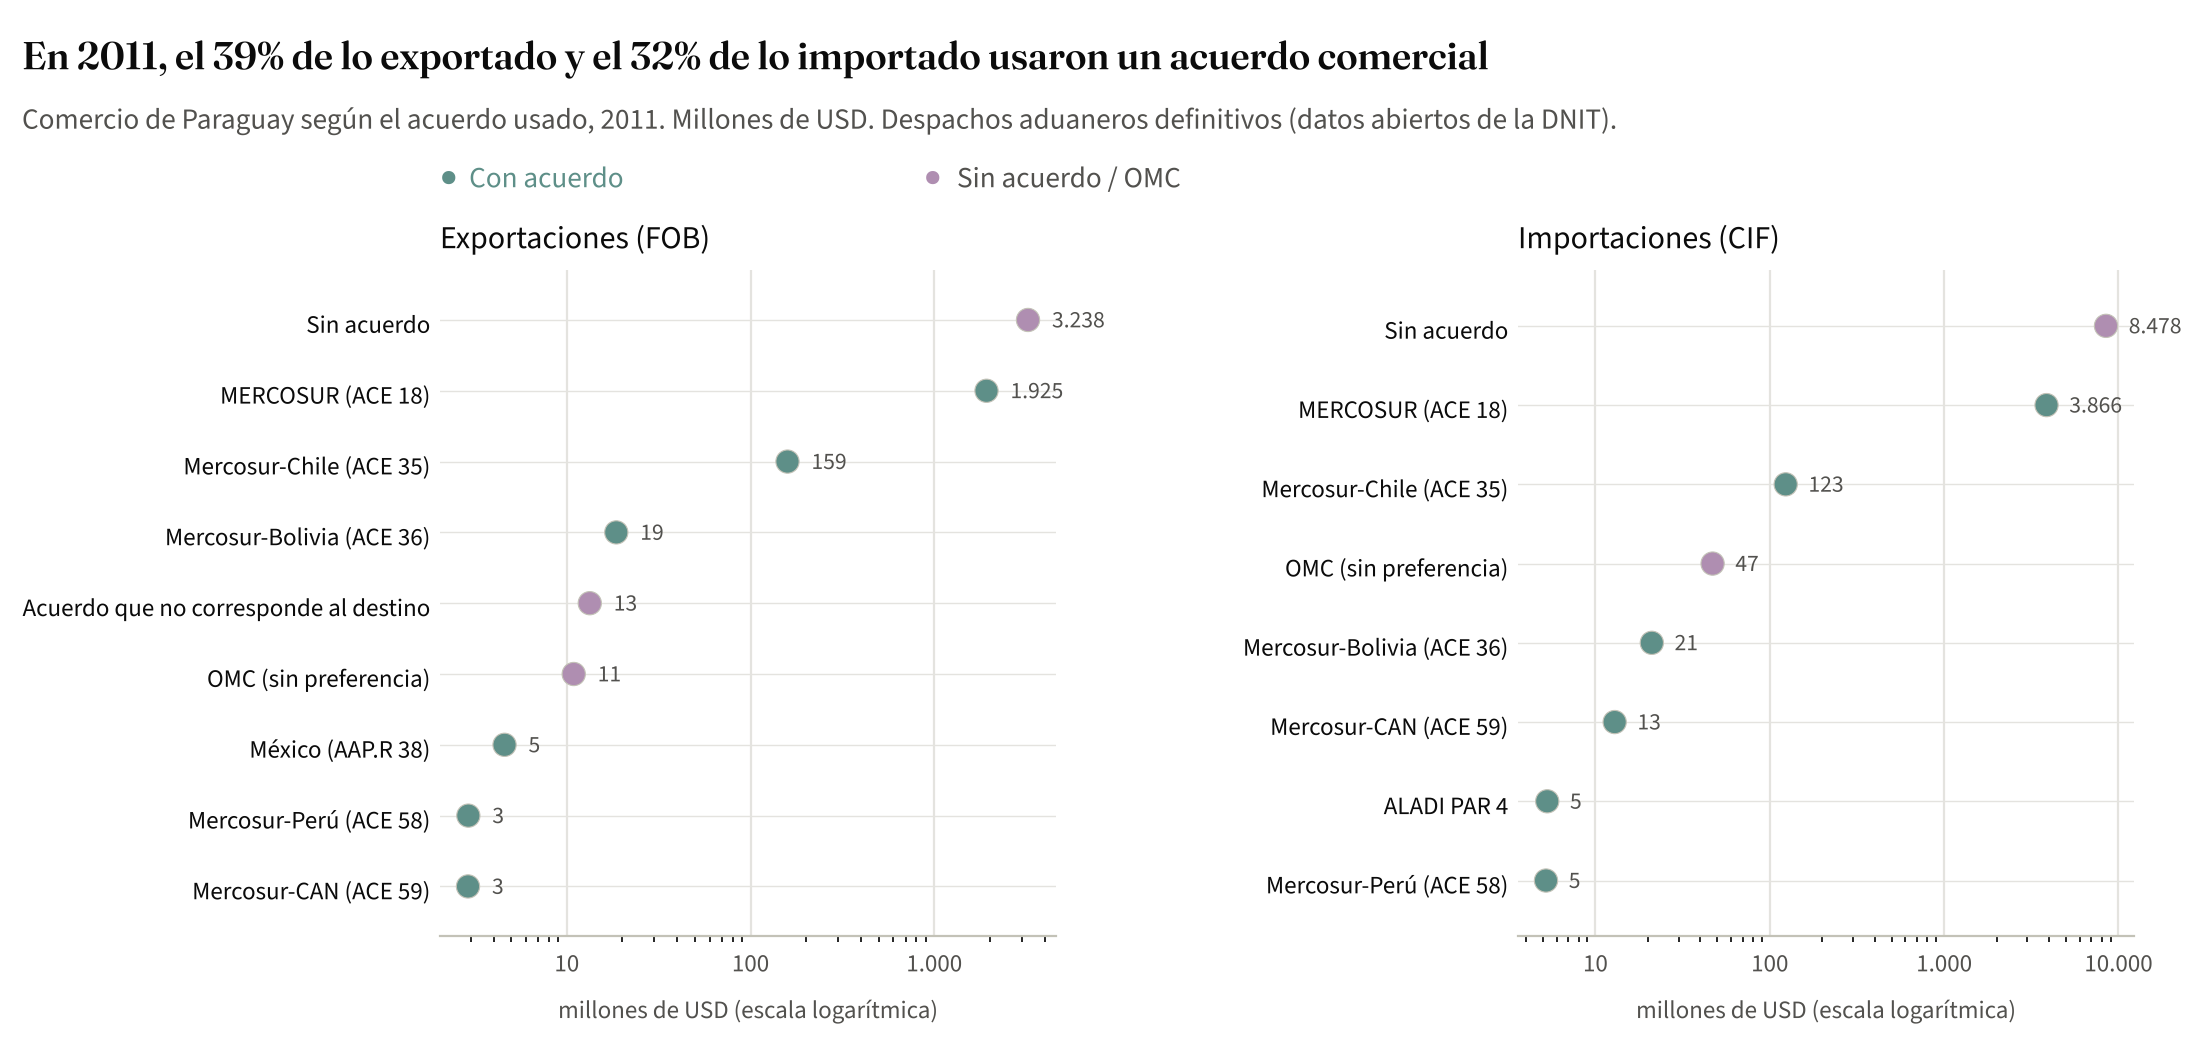 En 2011, el 39% de lo exportado y el 32% de lo importado usaron un acuerdo comercial
Comercio de Paraguay según el acuerdo usado, 2011. Millones de USD. Despachos aduaneros definitivos (datos abiertos de la DNIT).
Con acuerdo
Sin acuerdo / OMC
Exportaciones (FOB)
Sin acuerdo 3.238
MERCOSUR (ACE 18) 1.925
Mercosur-Chile (ACE 35) 159
Mercosur-Bolivia (ACE 36) 19
Acuerdo que no corresponde al destino 13
OMC (sin preferencia) 11
México (AAP.R 38) 5
Mercosur-Perú (ACE 58) 3
Mercosur-CAN (ACE 59) 3
10 100 1.000
millones de USD (escala logarítmica)
Importaciones (CIF)
Sin acuerdo 8.478
MERCOSUR (ACE 18) 3.866
Mercosur-Chile (ACE 35) 123
OMC (sin preferencia) 47
Mercosur-Bolivia (ACE 36) 21
Mercosur-CAN (ACE 59) 13
ALADI PAR 4 5
Mercosur-Perú (ACE 58) 5
10 100 1.000 10.000
millones de USD (escala logarítmica)